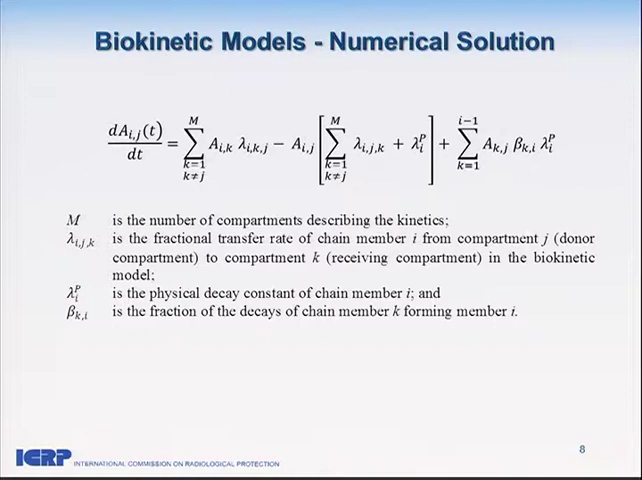 Biokinetic Models - Numerical Solution
dA_{i,j}(t)/dt = \sum_{k=1, k≠j}^{M} A_{i,k} λ_{i,k,j} − A_{i,j} [ \sum_{k=1, k≠j}^{M} λ_{i,j,k} + λ_i^P ] + \sum_{k=1}^{i−1} A_{k,j} β_{k,i} λ_i^P
M is the number of compartments describing the kinetics;
λ_{i,j,k} is the fractional transfer rate of chain member i from compartment j (donor
compartment) to compartment k (receiving compartment) in the biokinetic
model;
λ_i^P is the physical decay constant of chain member i; and
β_{k,i} is the fraction of the decays of chain member k forming member i.
8
ICRP INTERNATIONAL COMMISSION ON RADIOLOGICAL PROTECTION